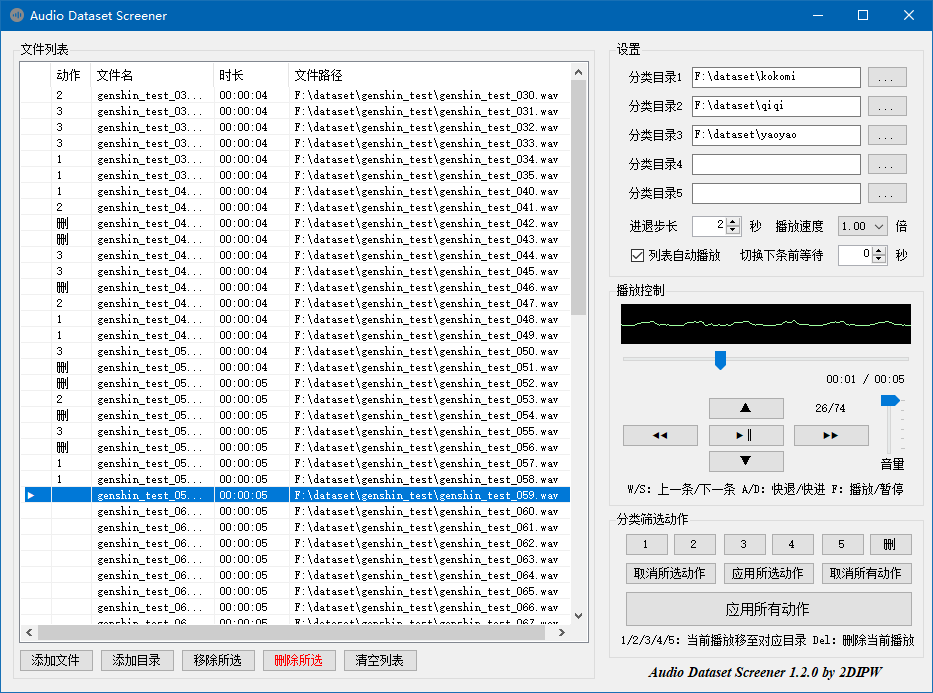 Audio Dataset Screener
文件列表
动作 文件名 时长 文件路径
2 genshin_test_03... 00:00:04 F:\dataset\genshin_test\genshin_test_030.wav
3 genshin_test_03... 00:00:04 F:\dataset\genshin_test\genshin_test_031.wav
3 genshin_test_03... 00:00:04 F:\dataset\genshin_test\genshin_test_032.wav
3 genshin_test_03... 00:00:04 F:\dataset\genshin_test\genshin_test_033.wav
1 genshin_test_03... 00:00:04 F:\dataset\genshin_test\genshin_test_034.wav
1 genshin_test_03... 00:00:04 F:\dataset\genshin_test\genshin_test_035.wav
1 genshin_test_04... 00:00:04 F:\dataset\genshin_test\genshin_test_040.wav
2 genshin_test_04... 00:00:04 F:\dataset\genshin_test\genshin_test_041.wav
删 genshin_test_04... 00:00:04 F:\dataset\genshin_test\genshin_test_042.wav
删 genshin_test_04... 00:00:04 F:\dataset\genshin_test\genshin_test_043.wav
3 genshin_test_04... 00:00:04 F:\dataset\genshin_test\genshin_test_044.wav
3 genshin_test_04... 00:00:04 F:\dataset\genshin_test\genshin_test_045.wav
删 genshin_test_04... 00:00:04 F:\dataset\genshin_test\genshin_test_046.wav
2 genshin_test_04... 00:00:04 F:\dataset\genshin_test\genshin_test_047.wav
1 genshin_test_04... 00:00:04 F:\dataset\genshin_test\genshin_test_048.wav
1 genshin_test_04... 00:00:04 F:\dataset\genshin_test\genshin_test_049.wav
3 genshin_test_05... 00:00:04 F:\dataset\genshin_test\genshin_test_050.wav
删 genshin_test_05... 00:00:04 F:\dataset\genshin_test\genshin_test_051.wav
删 genshin_test_05... 00:00:05 F:\dataset\genshin_test\genshin_test_052.wav
2 genshin_test_05... 00:00:05 F:\dataset\genshin_test\genshin_test_053.wav
删 genshin_test_05... 00:00:05 F:\dataset\genshin_test\genshin_test_054.wav
3 genshin_test_05... 00:00:05 F:\dataset\genshin_test\genshin_test_055.wav
删 genshin_test_05... 00:00:05 F:\dataset\genshin_test\genshin_test_056.wav
1 genshin_test_05... 00:00:05 F:\dataset\genshin_test\genshin_test_057.wav
1 genshin_test_05... 00:00:05 F:\dataset\genshin_test\genshin_test_058.wav
genshin_test_05... 00:00:05 F:\dataset\genshin_test\genshin_test_059.wav
genshin_test_06... 00:00:05 F:\dataset\genshin_test\genshin_test_060.wav
genshin_test_06... 00:00:05 F:\dataset\genshin_test\genshin_test_061.wav
genshin_test_06... 00:00:05 F:\dataset\genshin_test\genshin_test_062.wav
genshin_test_06... 00:00:05 F:\dataset\genshin_test\genshin_test_063.wav
genshin_test_06... 00:00:05 F:\dataset\genshin_test\genshin_test_064.wav
genshin_test_06... 00:00:05 F:\dataset\genshin_test\genshin_test_065.wav
genshin_test_06... 00:00:05 F:\dataset\genshin_test\genshin_test_066.wav
genshin_test_06... 00:00:05 F:\dataset\genshin_test\genshin_test_067.wav
添加文件 添加目录 移除所选 删除所选 清空列表
设置
分类目录1 F:\dataset\kokomi ...
分类目录2 F:\dataset\qiqi ...
分类目录3 F:\dataset\yaoyao ...
分类目录4 ...
分类目录5 ...
进退步长 2 秒 播放速度 1.00 倍
列表自动播放 切换下条前等待 0 秒
播放控制
00:01 / 00:05
26/74
音量
W/S: 上一条/下一条 A/D: 快退/快进 F: 播放/暂停
分类筛选动作
1 2 3 4 5 删
取消所选动作 应用所选动作 取消所有动作
应用所有动作
1/2/3/4/5: 当前播放移至对应目录 Del: 删除当前播放
Audio Dataset Screener 1.2.0 by 2DIPW